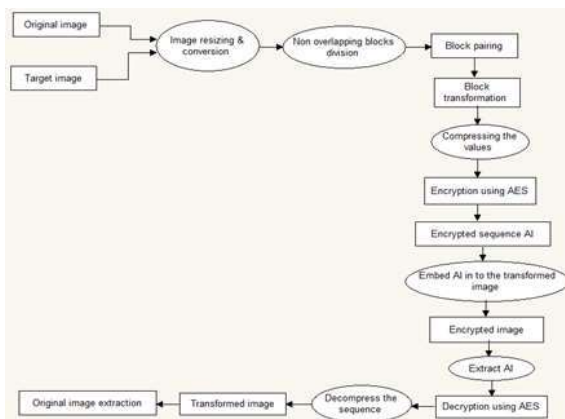 Original image
Target image
Image resizing &
conversion
Non overlapping blocks
division
Block pairing
Block
transformation
Compressing the
values
Encryption using AES
Encrypted sequence AI
Embed AI in to the transformed
image
Encrypted image
Extract AI
Decryption using AES
Decompress the
sequence
Transformed image
Original image extraction